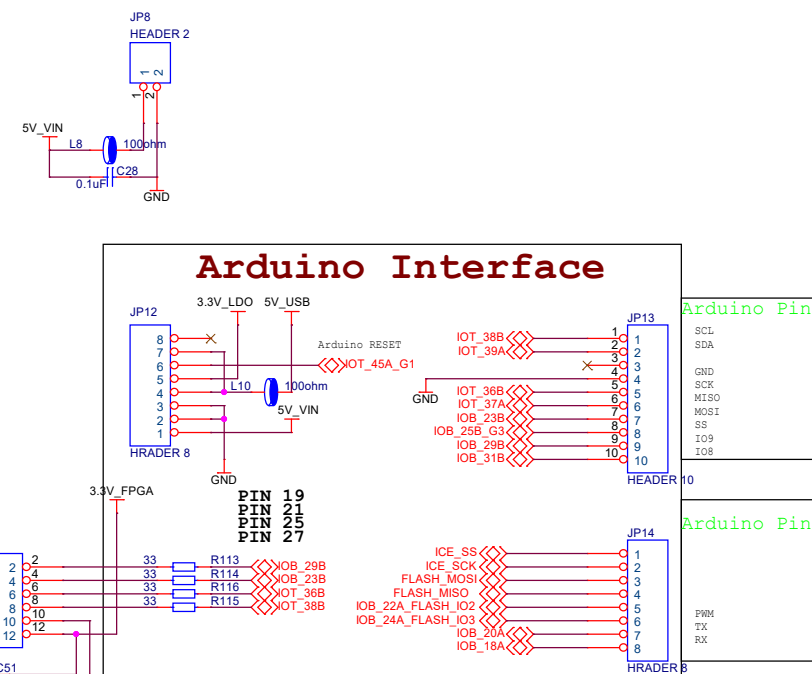 JP8
HEADER 2
1 2
1 2
5V_VIN
L8 100ohm
C28
0.1uF
GND
Arduino Interface
3.3V_LDO 5V_USB
JP12
8
7
6
5
4
3
2
1
HRADER 8
Arduino RESET
IOT_45A_G1
L10 100ohm
5V_VIN
GND
JP13
IOT_38B 1 1
IOT_39A 2 2
3 3
GND 4 4
IOT_36B 5 5
IOT_37A 6 6
IOB_23B 7 7
IOB_25B_G3 8 8
IOB_29B 9 9
IOB_31B 10 10
HEADER 10
Arduino Pin
SCL
SDA
GND
SCK
MISO
MOSI
SS
IO9
IO8
3.3V_FPGA
PIN 19
PIN 21
PIN 25
PIN 27
2 2 33 R113 IOB_29B
4 4 33 R114 IOB_23B
6 6 33 R116 IOT_36B
8 8 33 R115 IOT_38B
10 10
12 12
C51
JP14
ICE_SS 1
ICE_SCK 2
FLASH_MOSI 3
FLASH_MISO 4
IOB_22A_FLASH_IO2 5
IOB_24A_FLASH_IO3 6
IOB_20A 7
IOB_18A 8
HRADER 8
Arduino Pin
PWM
TX
RX